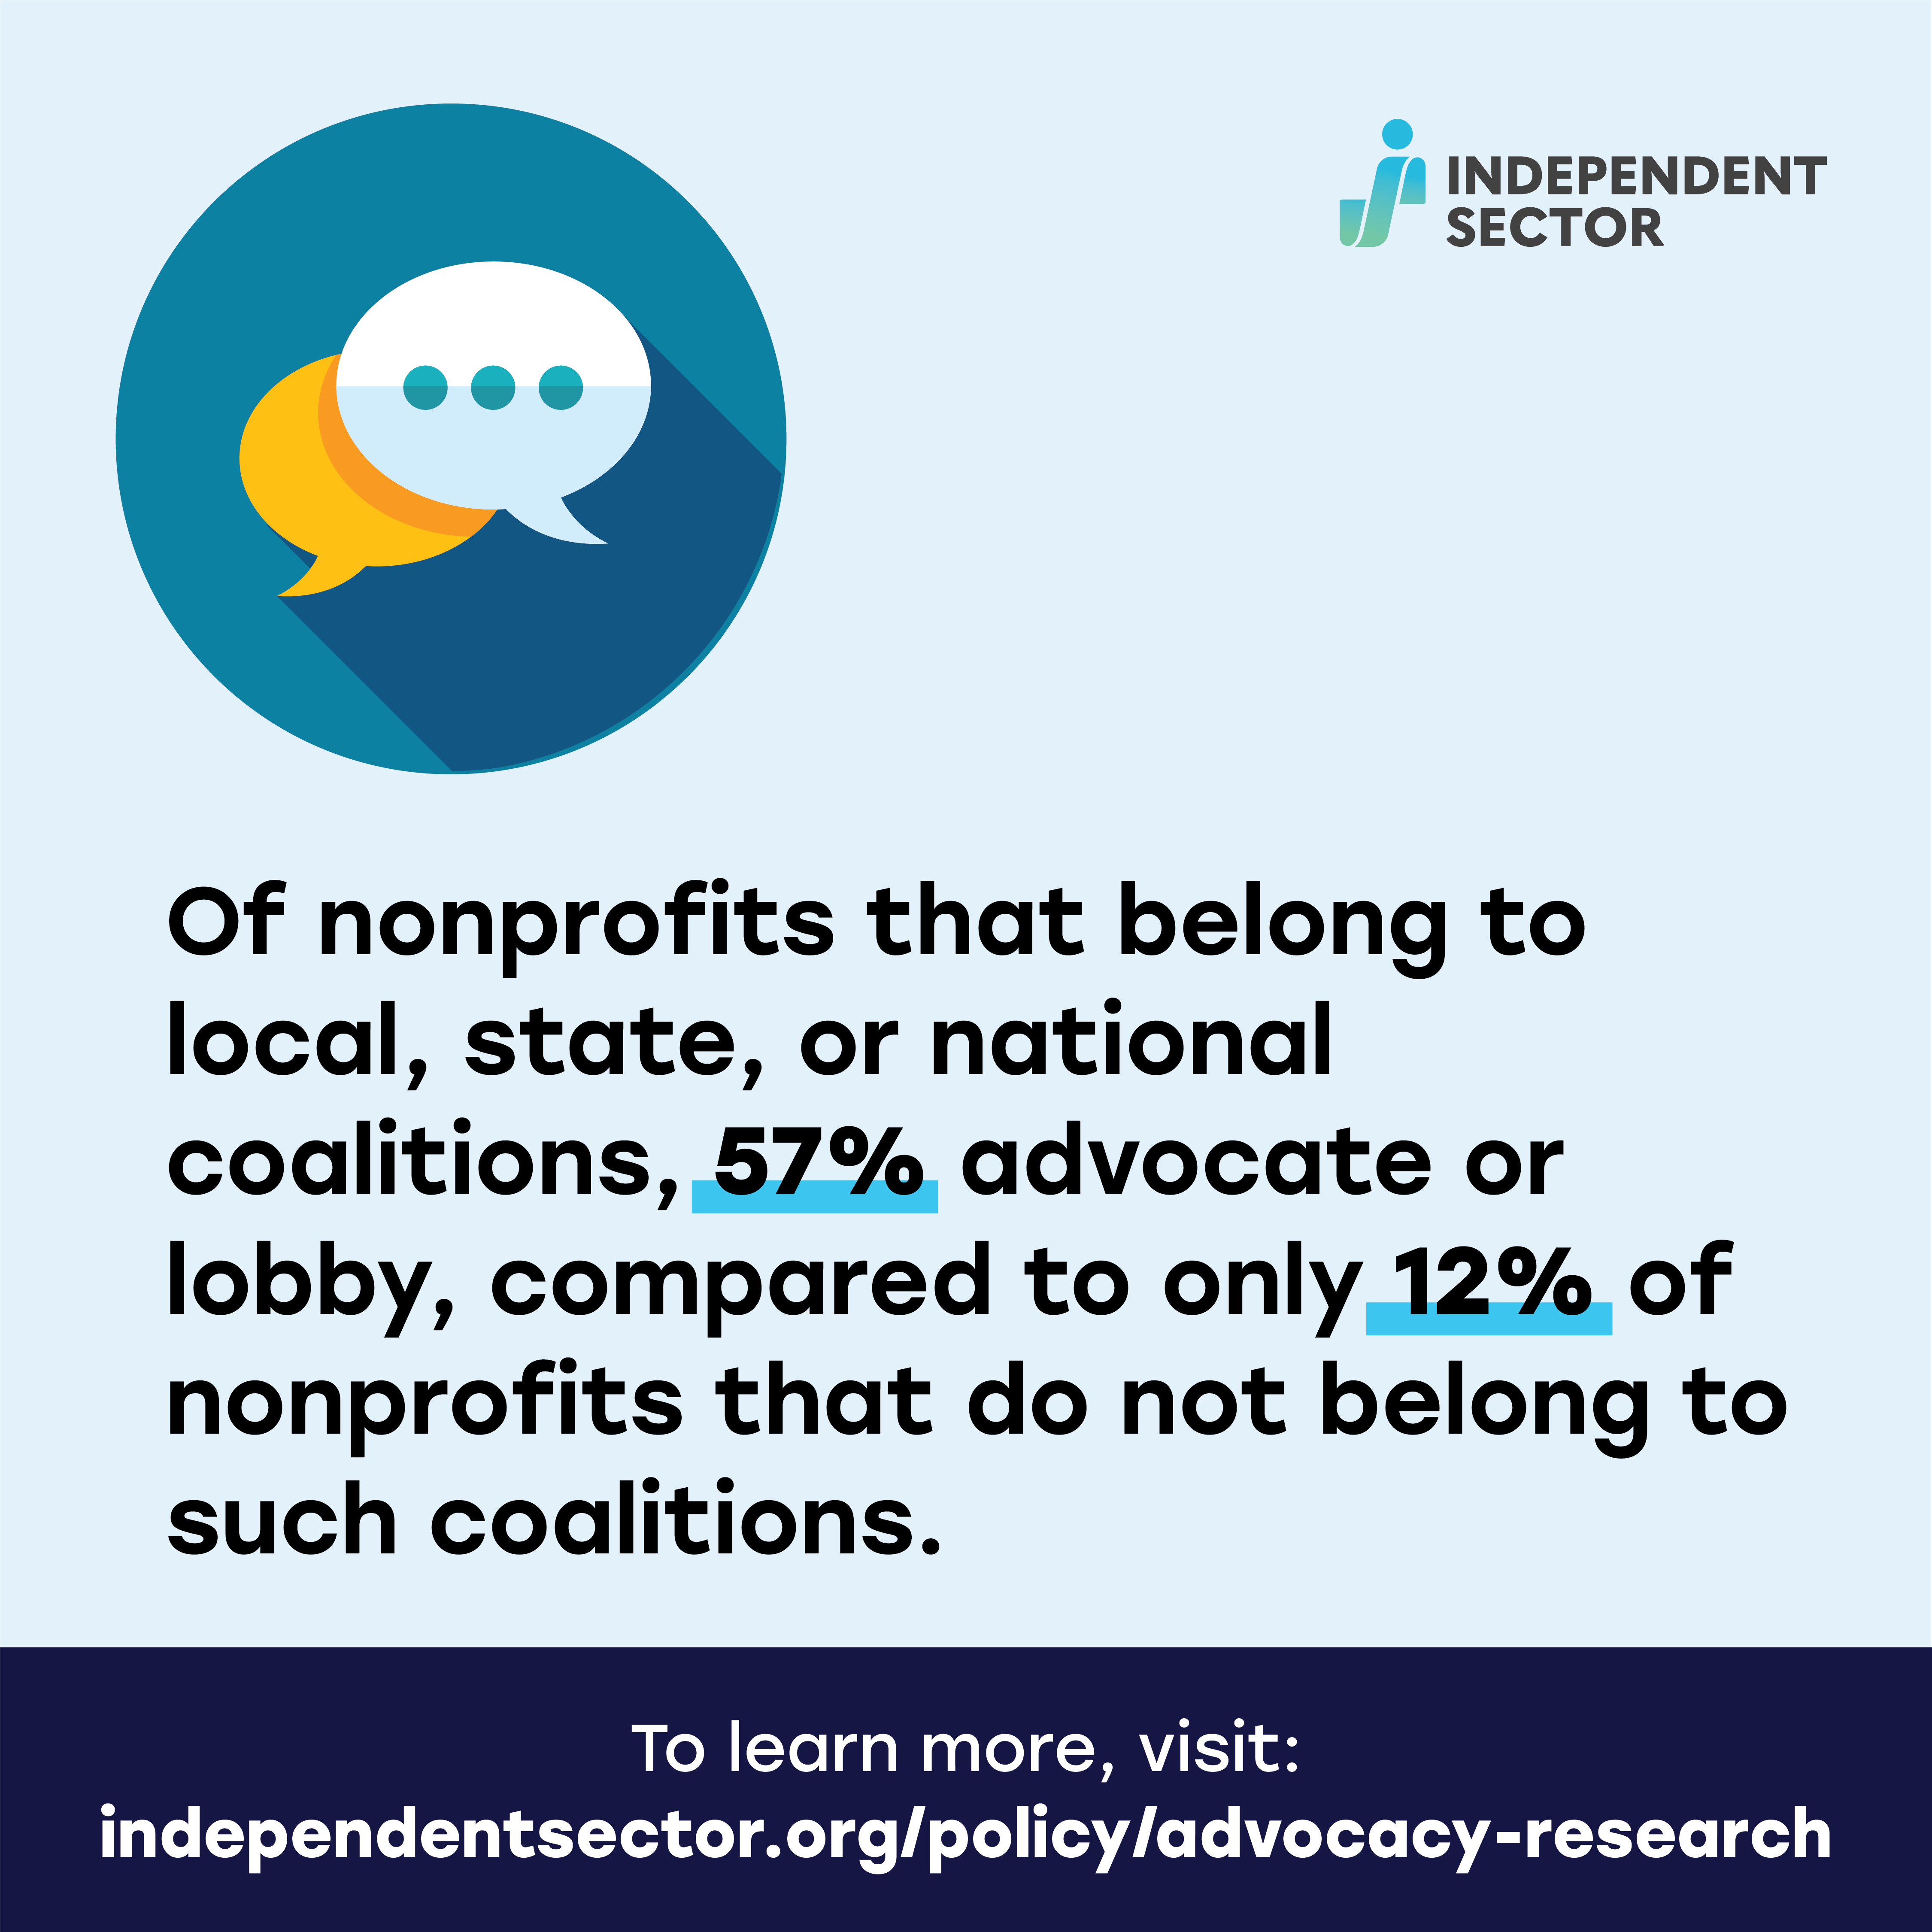 INDEPENDENT
SECTOR
Of nonprofits that belong to
local, state, or national
coalitions, 57% advocate or
lobby, compared to only 12% of
nonprofits that do not belong to
such coalitions.
To learn more, visit:
independentsector.org/policy/advocacy-research